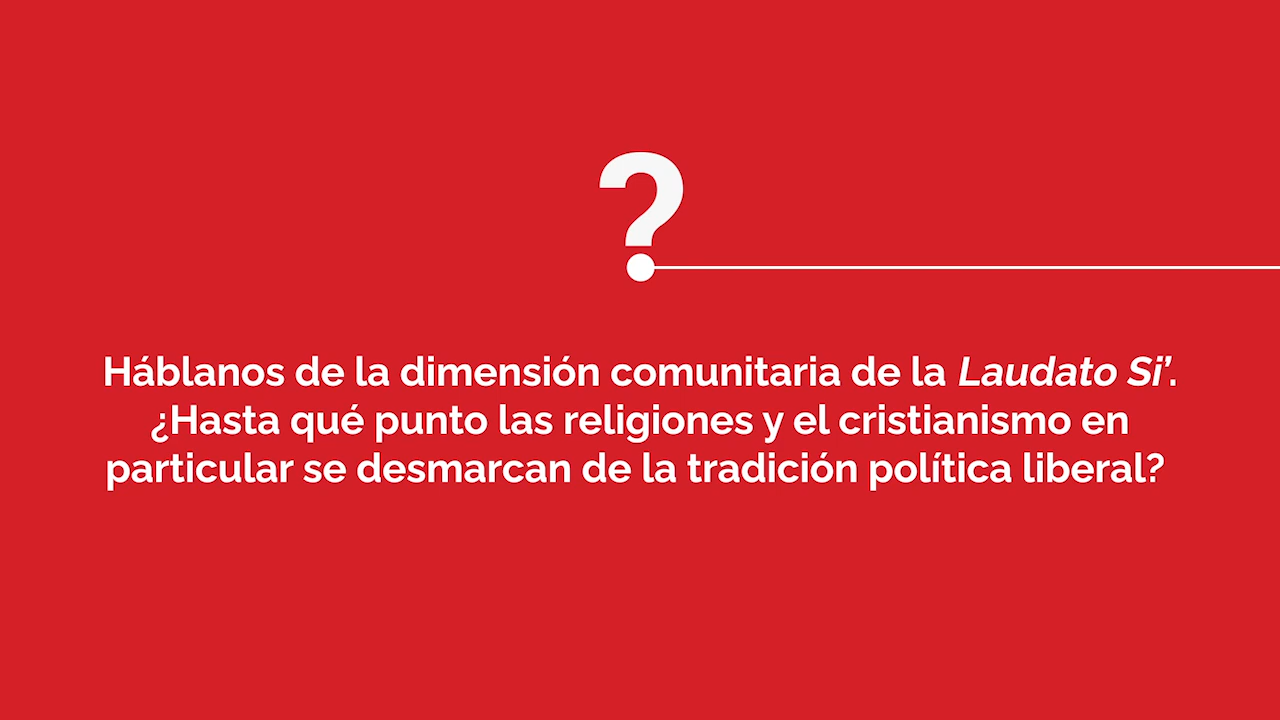 ?
Háblanos de la dimensión comunitaria de la Laudato Si’.
¿Hasta qué punto las religiones y el cristianismo en
particular se desmarcan de la tradición política liberal?